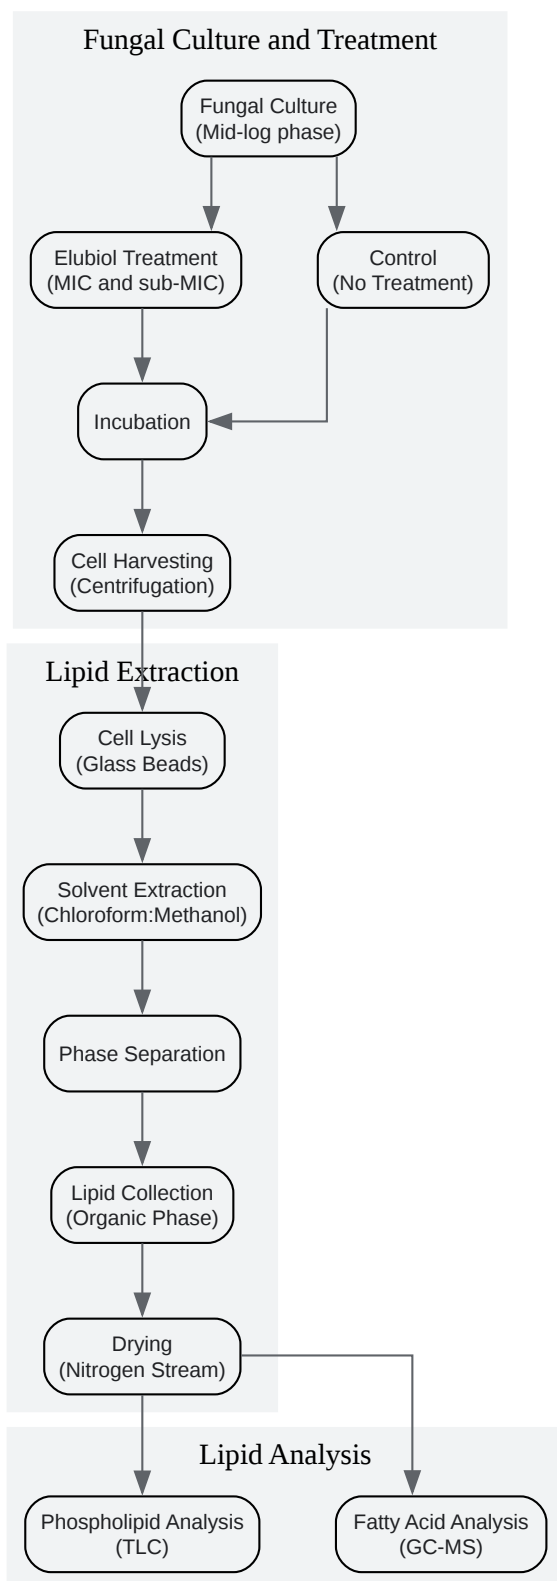 Fungal Culture and Treatment
Fungal Culture
(Mid-log phase)
Elubiol Treatment
(MIC and sub-MIC)
Control
(No Treatment)
Incubation
Cell Harvesting
(Centrifugation)
Lipid Extraction
Cell Lysis
(Glass Beads)
Solvent Extraction
(Chloroform:Methanol)
Phase Separation
Lipid Collection
(Organic Phase)
Drying
(Nitrogen Stream)
Lipid Analysis
Phospholipid Analysis
(TLC)
Fatty Acid Analysis
(GC-MS)